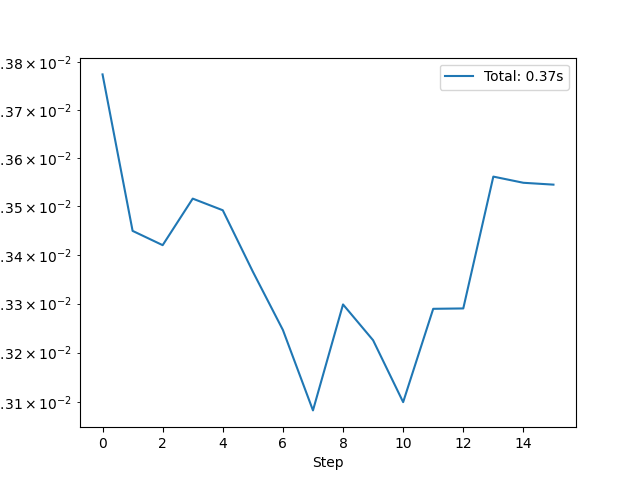 Total: 0.37s
.38 × 10⁻²
.37 × 10⁻²
.36 × 10⁻²
.35 × 10⁻²
.34 × 10⁻²
.33 × 10⁻²
.32 × 10⁻²
.31 × 10⁻²
0 2 4 6 8 10 12 14
Step